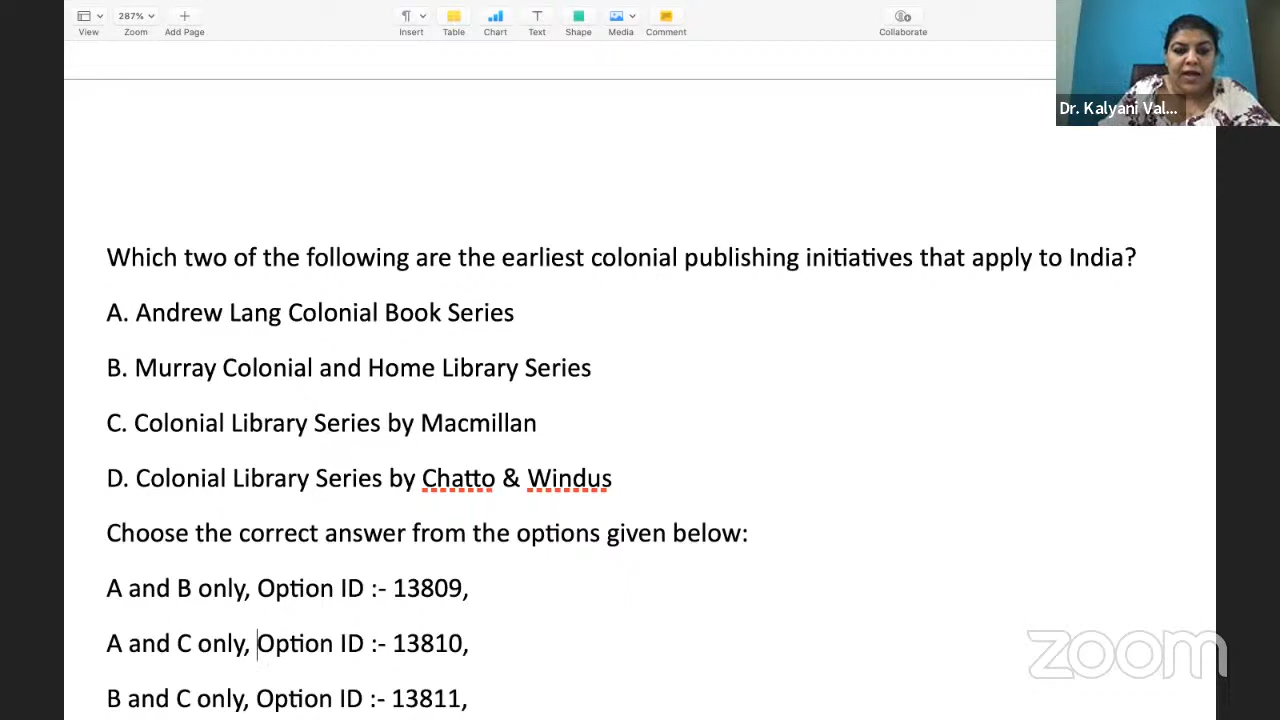 287%
View
Zoom
Add Page
Insert
Table
Chart
Text
Shape
Media
Comment
Collaborate
Dr. Kalyani Val...
Which two of the following are the earliest colonial publishing initiatives that apply to India?
A. Andrew Lang Colonial Book Series
B. Murray Colonial and Home Library Series
C. Colonial Library Series by Macmillan
D. Colonial Library Series by Chatto & Windus
Choose the correct answer from the options given below:
A and B only, Option ID :- 13809,
A and C only, Option ID :- 13810,
B and C only, Option ID :- 13811,
zoom